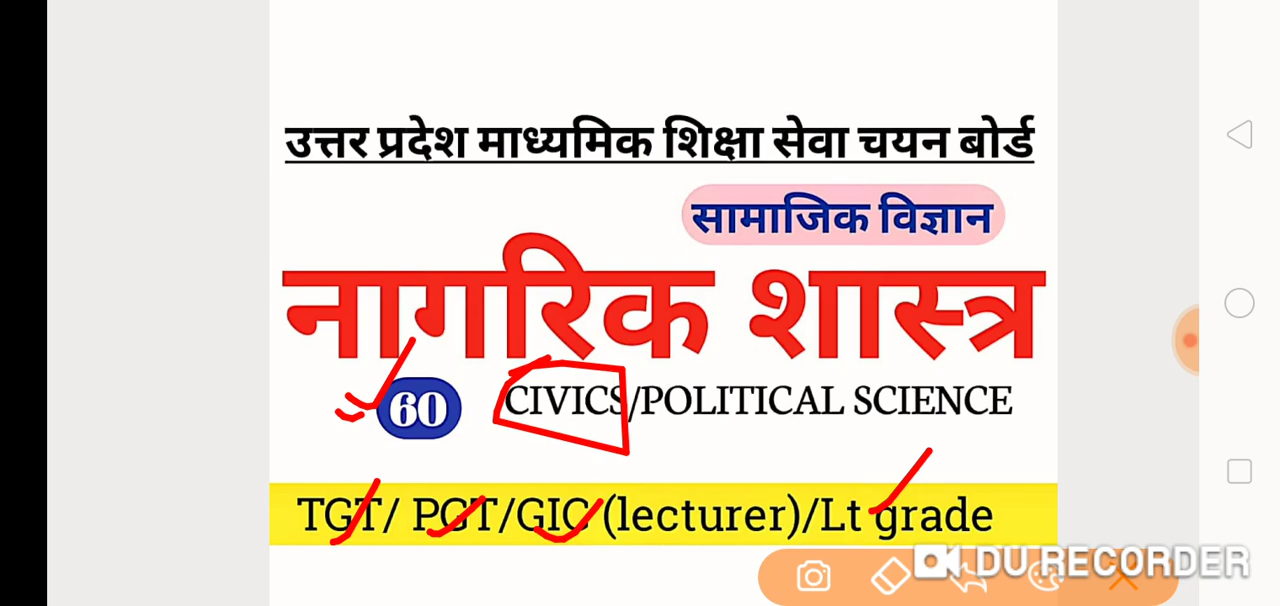 उत्तर प्रदेश माध्यमिक शिक्षा सेवा चयन बोर्ड
सामाजिक विज्ञान
नागरिक शास्त्र
60 CIVICS/POLITICAL SCIENCE
TGT/ PGT/GIC (lecturer)/Lt grade
DU RECORDER